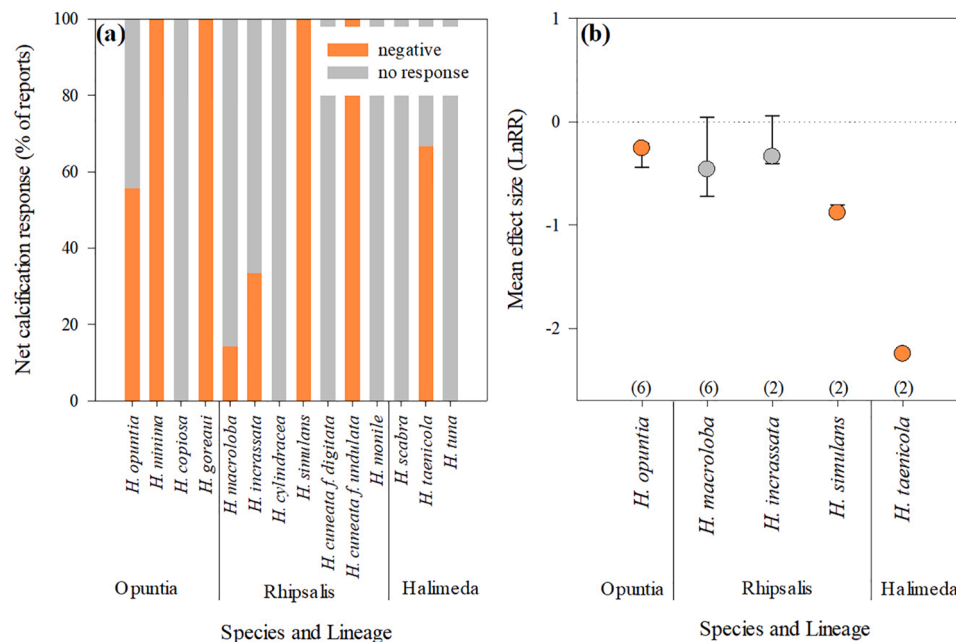 (a)
negative
no response
Net calcification response (% of reports)
100
80
60
40
20
0
H. opuntia
H. minima
H. copiosa
H. goreaui
H. macroloba
H. incrassata
H. cylindracea
H. simulans
H. cuneata f. digitata
H. cuneata f. undulata
H. monile
H. scabra
H. taenicola
H. tuna
Opuntia
Rhipsalis
Halimeda
Species and Lineage
(b)
Mean effect size (LnRR)
1
0
-1
-2
(6)
(6)
(2)
(2)
(2)
H. opuntia
H. macroloba
H. incrassata
H. simulans
H. taenicola
Opuntia
Rhipsalis
Halimeda
Species and Lineage